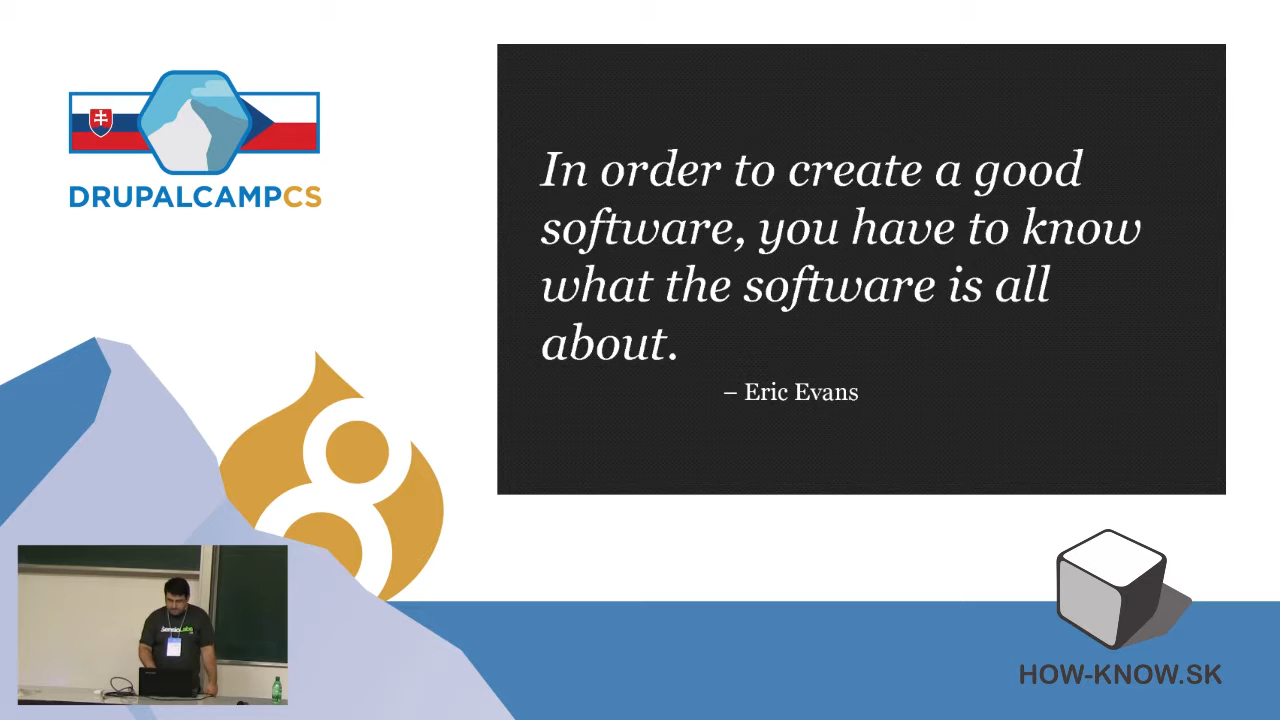 DRUPALCAMPCS
In order to create a good
software, you have to know
what the software is all
about.
– Eric Evans
SensioLabs
HOW-KNOW.SK